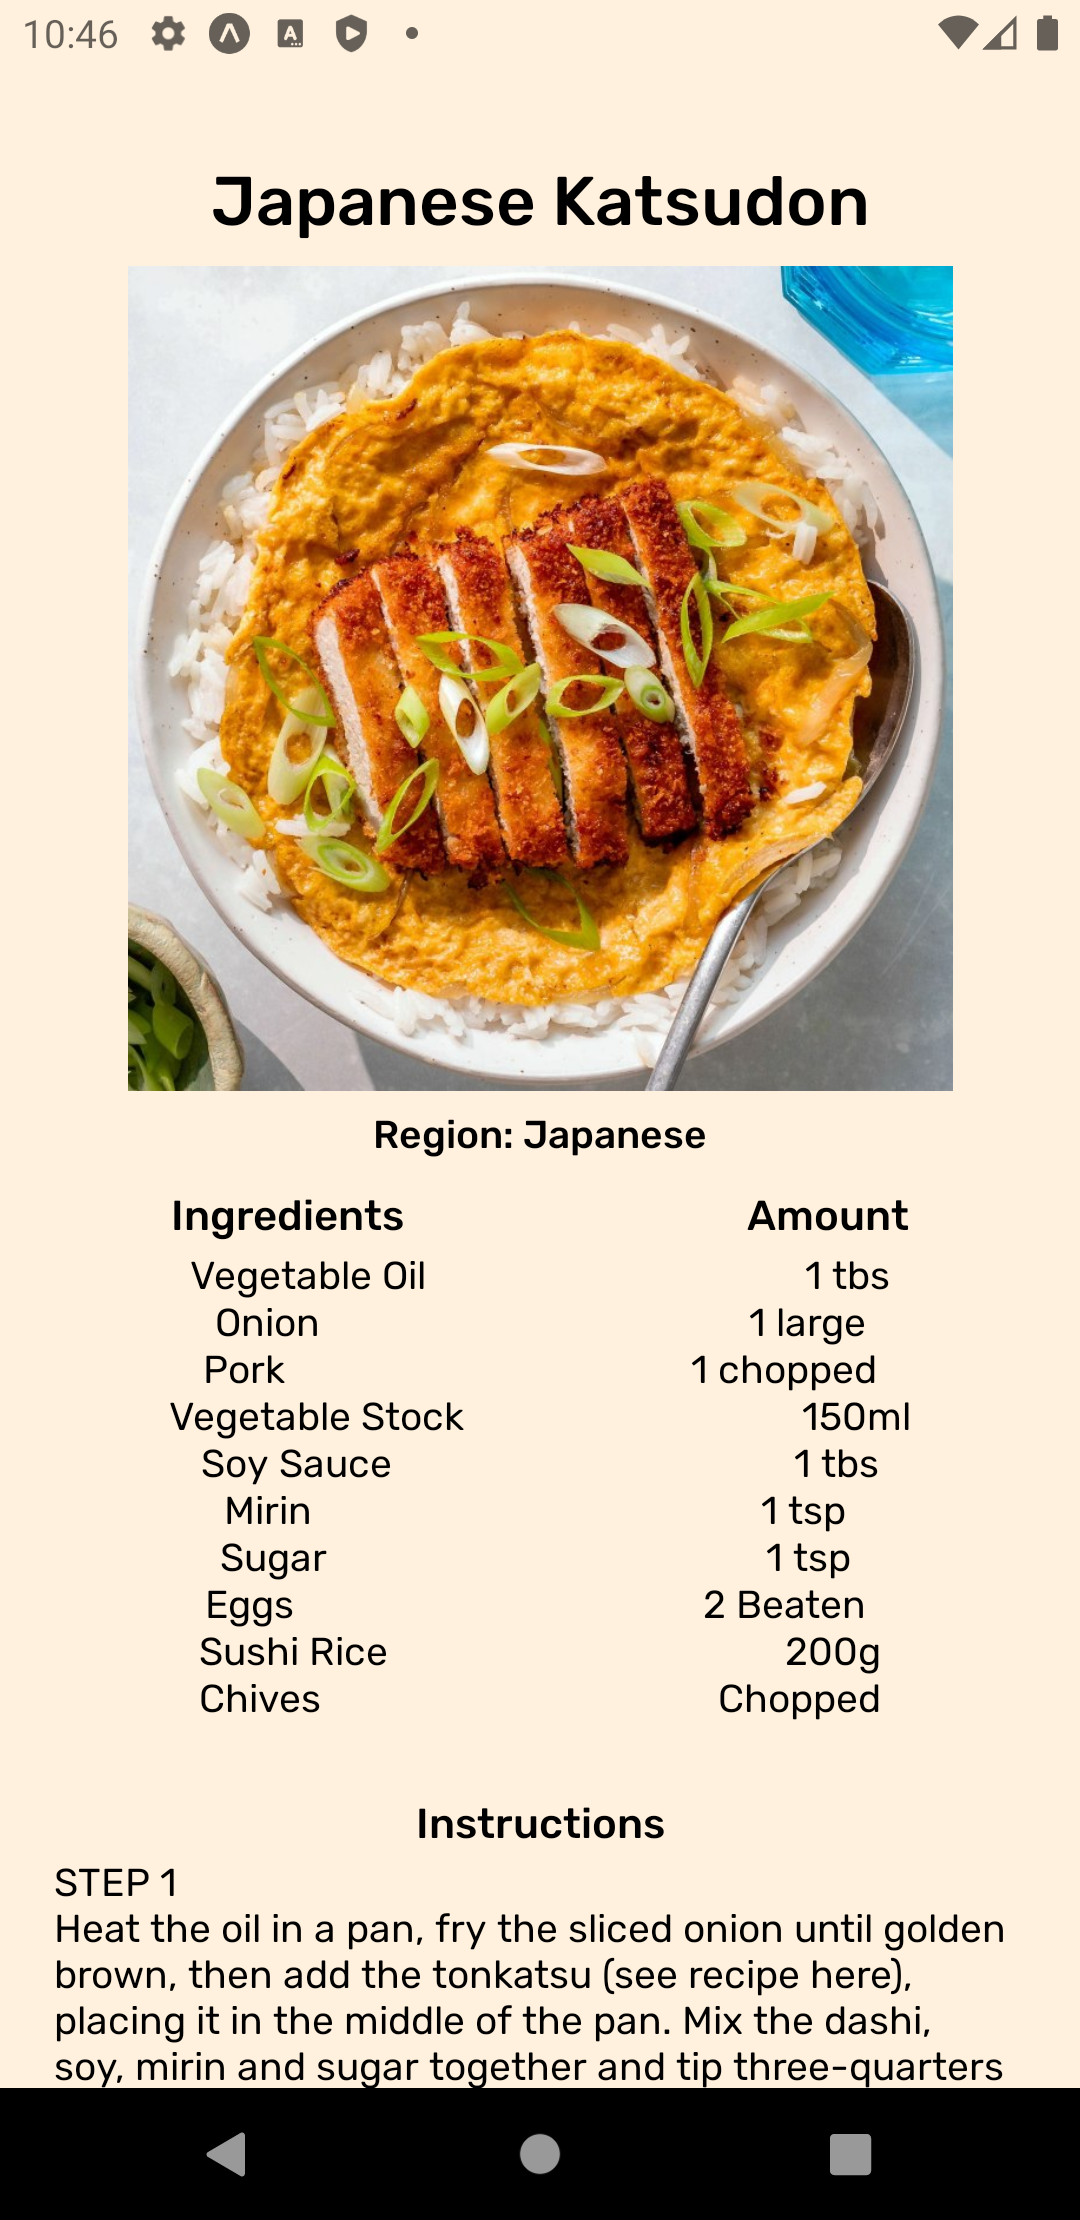 10:46
Japanese Katsudon
Region: Japanese
Ingredients Amount
Vegetable Oil 1 tbs
Onion 1 large
Pork 1 chopped
Vegetable Stock 150ml
Soy Sauce 1 tbs
Mirin 1 tsp
Sugar 1 tsp
Eggs 2 Beaten
Sushi Rice 200g
Chives Chopped
Instructions
STEP 1
Heat the oil in a pan, fry the sliced onion until golden
brown, then add the tonkatsu (see recipe here),
placing it in the middle of the pan. Mix the dashi,
soy, mirin and sugar together and tip three-quarters